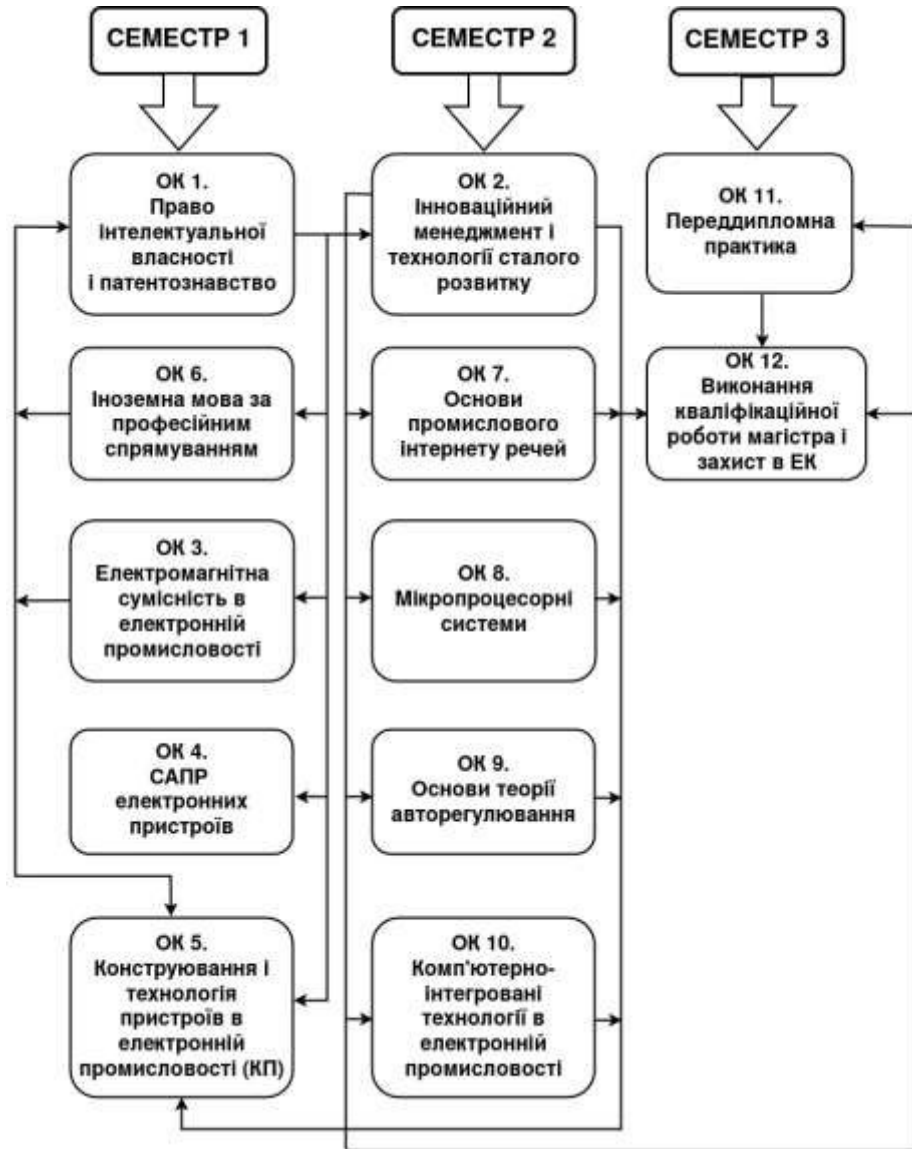 СЕМЕСТР 1
СЕМЕСТР 2
СЕМЕСТР 3
ОК 1.
Право
інтелектуальної
власності
і патентознавство
ОК 2.
Інноваційний
менеджмент і
технології сталого
розвитку
ОК 11.
Переддипломна
практика
ОК 6.
Іноземна мова за
професійним
спрямуванням
ОК 7.
Основи
промислового
інтернету речей
ОК 12.
Виконання
кваліфікаційної
роботи магістра і
захист в ЕК
ОК 3.
Електромагнітна
сумісність в
електронній
промисловості
ОК 8.
Мікропроцесорні
системи
ОК 4.
САПР
електронних
пристроїв
ОК 9.
Основи теорії
авторегулювання
ОК 5.
Конструювання і
технологія
пристроїв в
електронній
промисловості (КП)
ОК 10.
Комп'ютерно-
інтегровані
технології в
електронній
промисловості